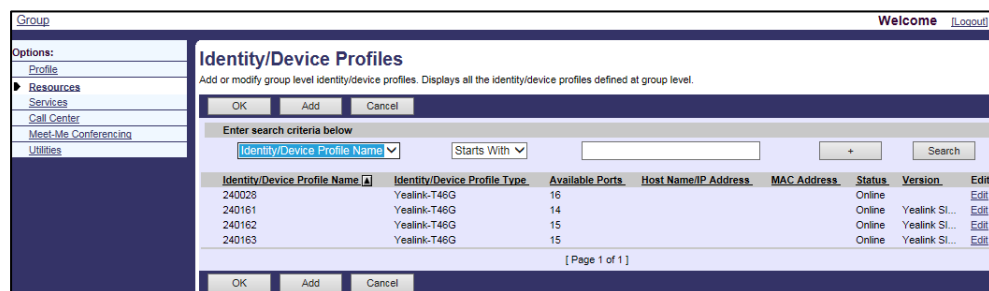 Group Welcome [Logout]
Options:
Profile
Resources
Services
Call Center
Meet-Me Conferencing
Utilities
Identity/Device Profiles
Add or modify group level identity/device profiles. Displays all the identity/device profiles defined at group level.
OK Add Cancel
Enter search criteria below
Identity/Device Profile Name Starts With + Search
Identity/Device Profile Name Identity/Device Profile Type Available Ports Host Name/IP Address MAC Address Status Version Edit
240028 Yealink-T46G 16 Online Edit
240161 Yealink-T46G 14 Online Yealink SI... Edit
240162 Yealink-T46G 15 Online Yealink SI... Edit
240163 Yealink-T46G 15 Online Yealink SI... Edit
[ Page 1 of 1 ]
OK Add Cancel